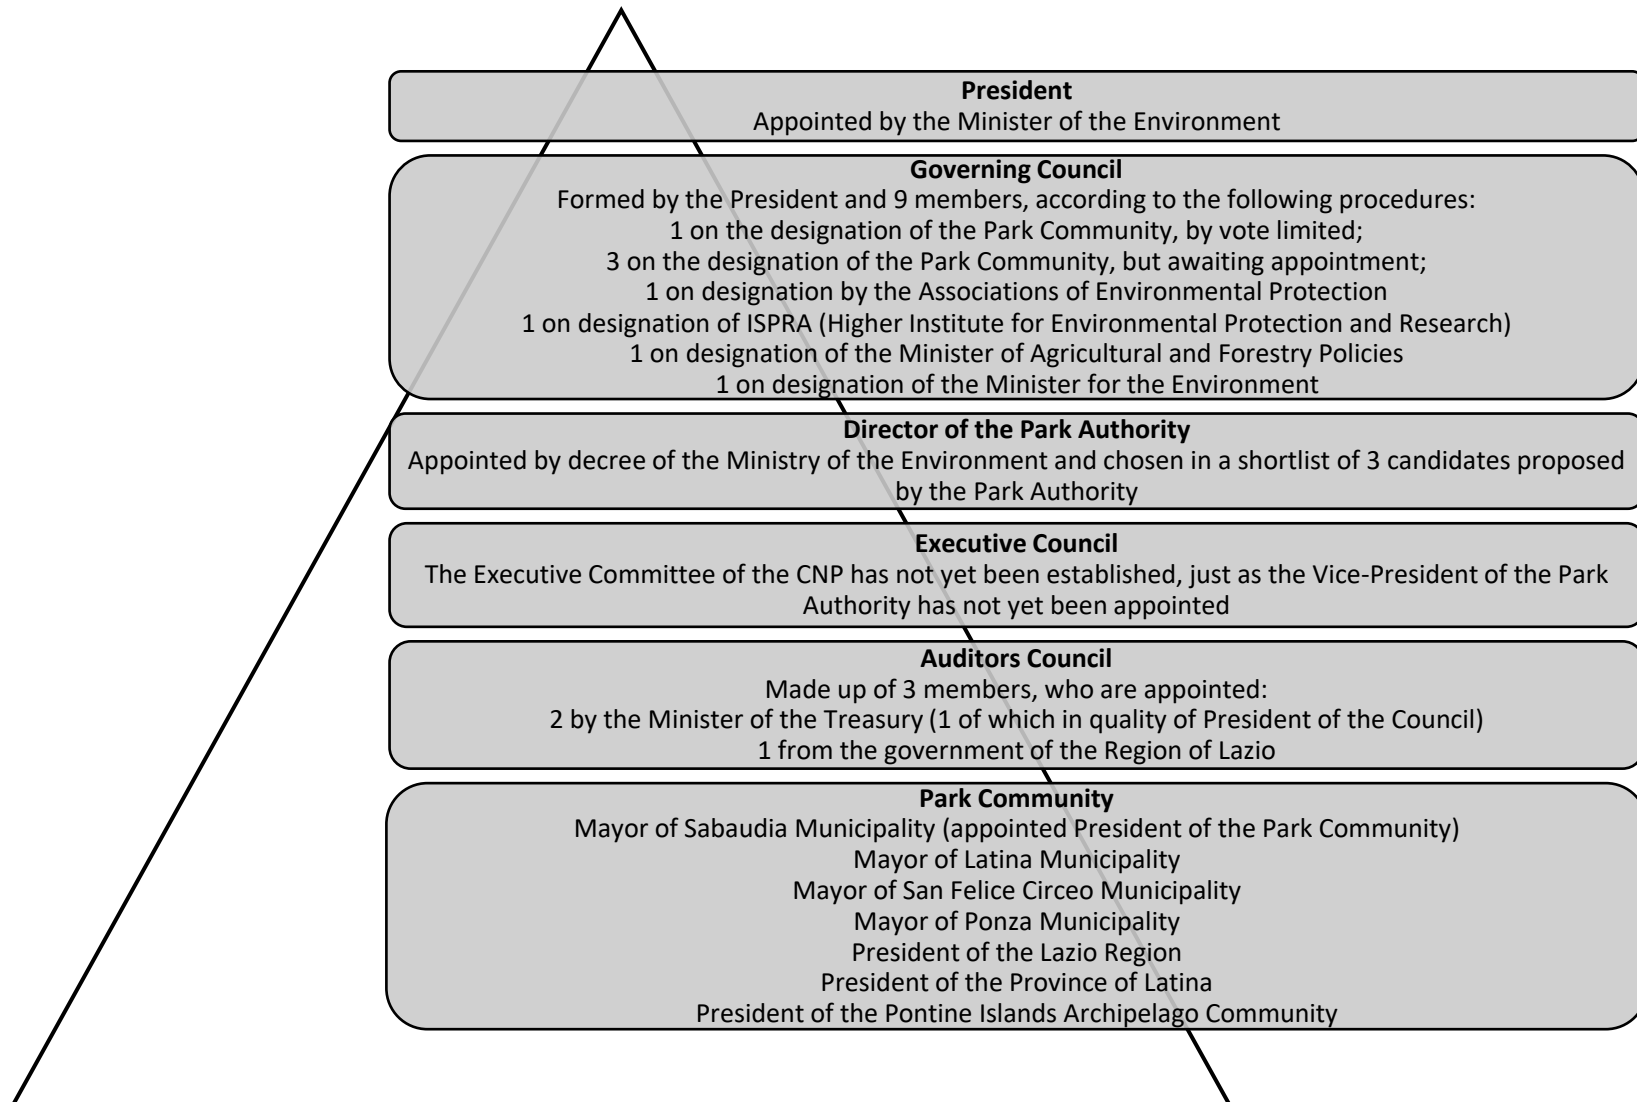 President
Appointed by the Minister of the Environment
Governing Council
Formed by the President and 9 members, according to the following procedures:
1 on the designation of the Park Community, by vote limited;
3 on the designation of the Park Community, but awaiting appointment;
1 on designation by the Associations of Environmental Protection
1 on designation of ISPRA (Higher Institute for Environmental Protection and Research)
1 on designation of the Minister of Agricultural and Forestry Policies
1 on designation of the Minister for the Environment
Director of the Park Authority
Appointed by decree of the Ministry of the Environment and chosen in a shortlist of 3 candidates proposed
by the Park Authority
Executive Council
The Executive Committee of the CNP has not yet been established, just as the Vice-President of the Park
Authority has not yet been appointed
Auditors Council
Made up of 3 members, who are appointed:
2 by the Minister of the Treasury (1 of which in quality of President of the Council)
1 from the government of the Region of Lazio
Park Community
Mayor of Sabaudia Municipality (appointed President of the Park Community)
Mayor of Latina Municipality
Mayor of San Felice Circeo Municipality
Mayor of Ponza Municipality
President of the Lazio Region
President of the Province of Latina
President of the Pontine Islands Archipelago Community